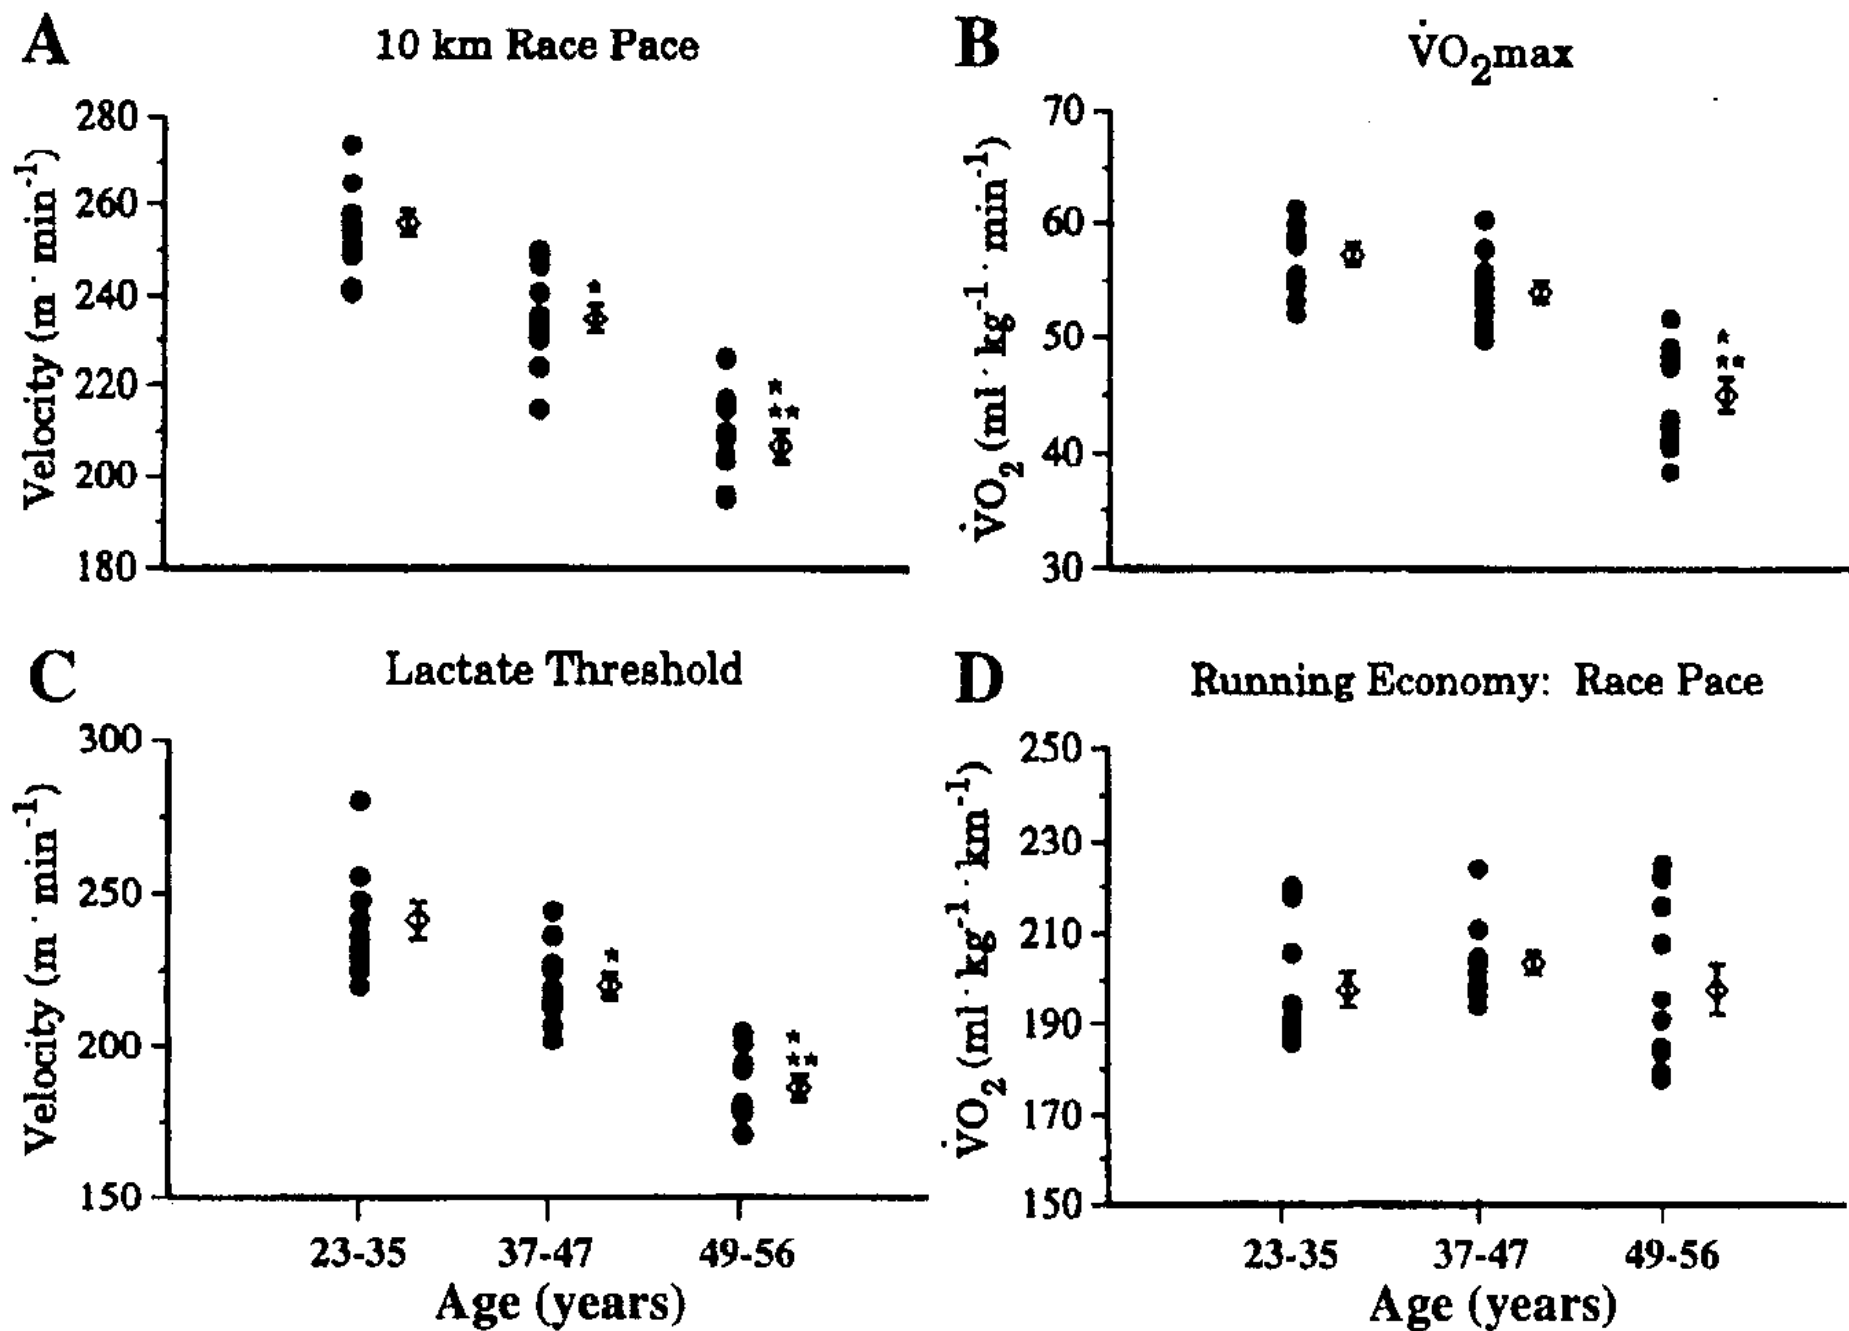 A 10 km Race Pace
Velocity (m · min-1)
280
260
240
220
200
180
*
*
**
B V̇O2max
V̇O2 (ml · kg-1 · min-1)
70
60
50
40
30
*
**
C Lactate Threshold
Velocity (m · min-1)
300
250
200
150
*
*
**
23-35 37-47 49-56
Age (years)
D Running Economy: Race Pace
V̇O2 (ml · kg-1 · km-1)
250
230
210
190
170
150
23-35 37-47 49-56
Age (years)